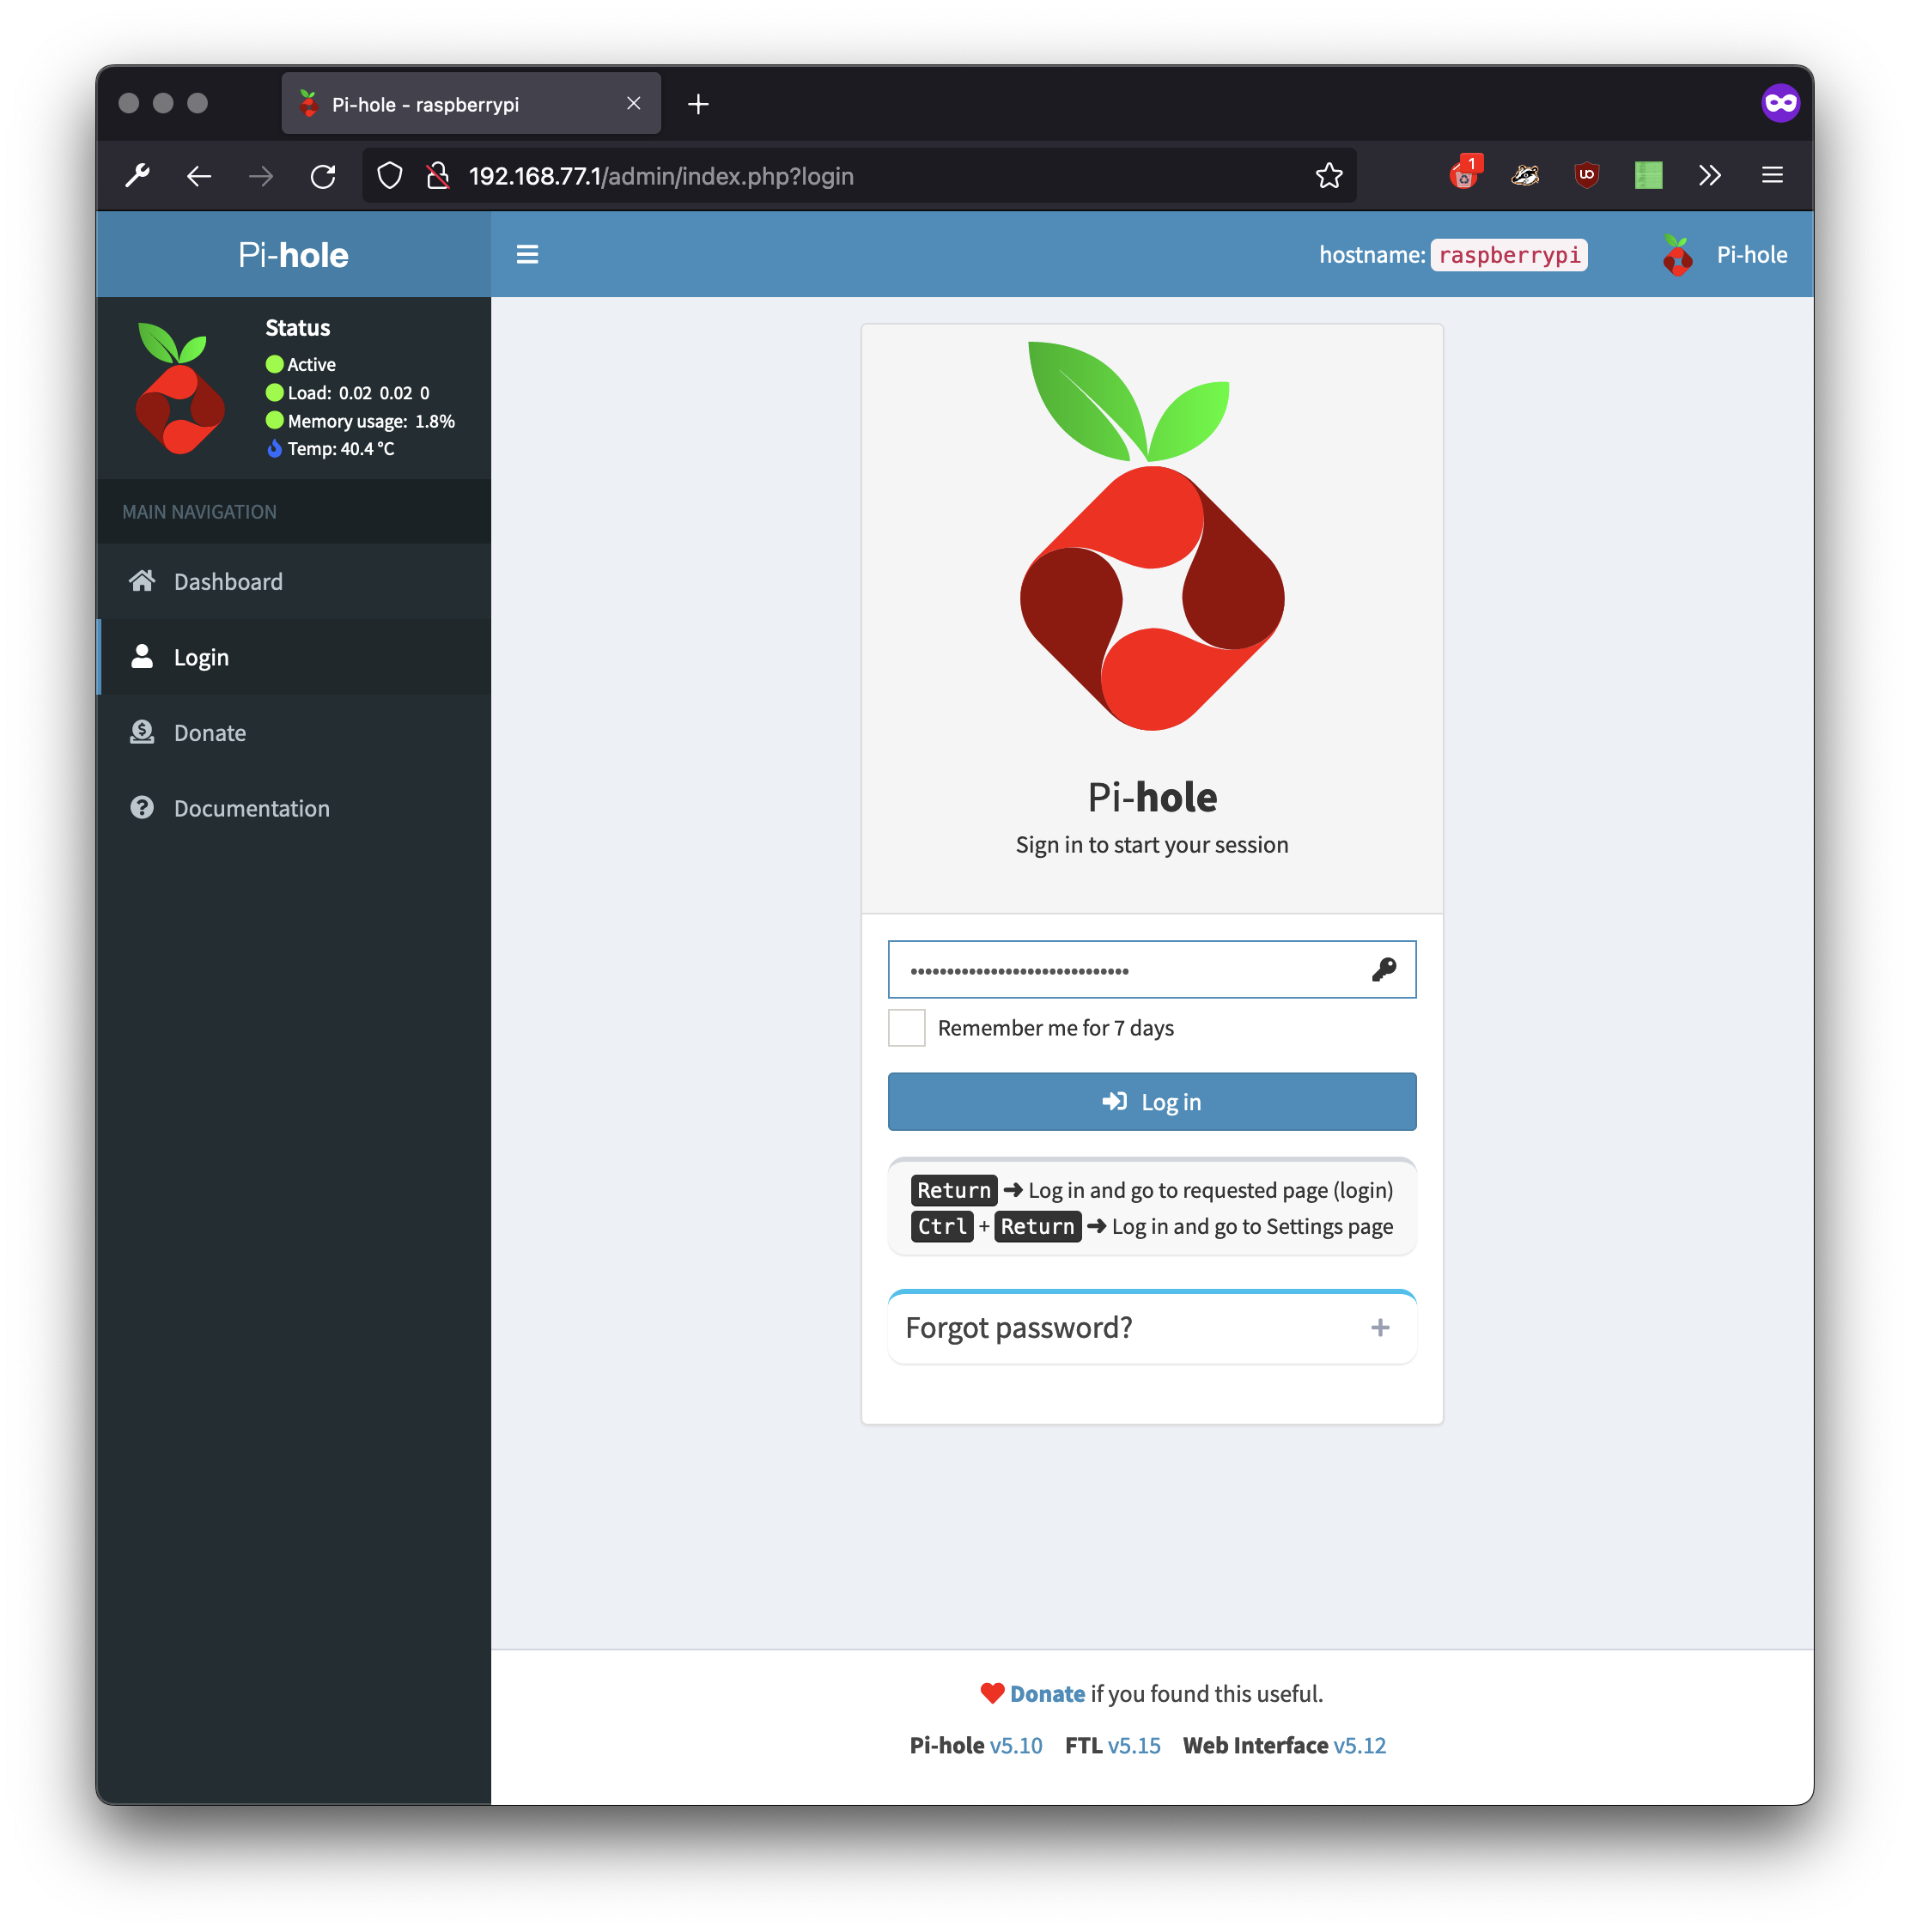 Pi-hole - raspberrypi
192.168.77.1/admin/index.php?login
1
UO
Pi-hole
hostname: raspberrypi
Pi-hole
Status
Active
Load: 0.02 0.02 0
Memory usage: 1.8%
Temp: 40.4 °C
MAIN NAVIGATION
Dashboard
Login
Donate
Documentation
Pi-hole
Sign in to start your session
••••••••••••••••••••••••••••••
Remember me for 7 days
Log in
Return ➜ Log in and go to requested page (login)
Ctrl + Return ➜ Log in and go to Settings page
Forgot password?
Donate if you found this useful.
Pi-hole v5.10 FTL v5.15 Web Interface v5.12